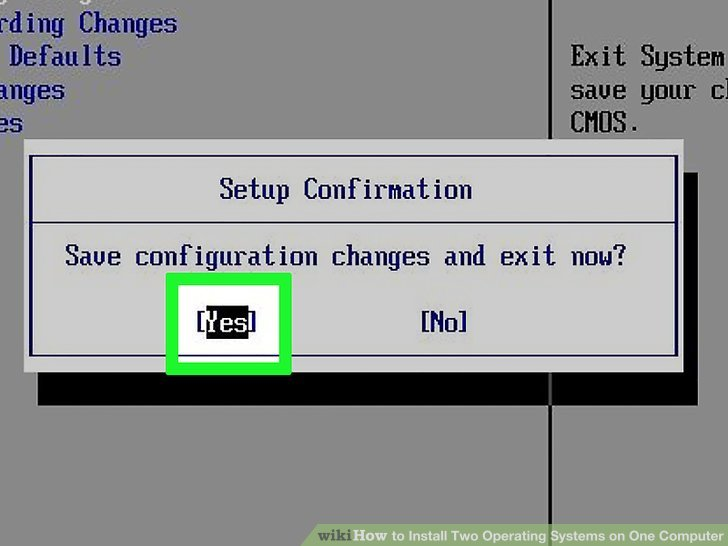 rding Changes
Defaults
anges
es
Exit System
save your c
CMOS.
Setup Confirmation
Save configuration changes and exit now?
[Yes] [No]
wikiHow to Install Two Operating Systems on One Computer